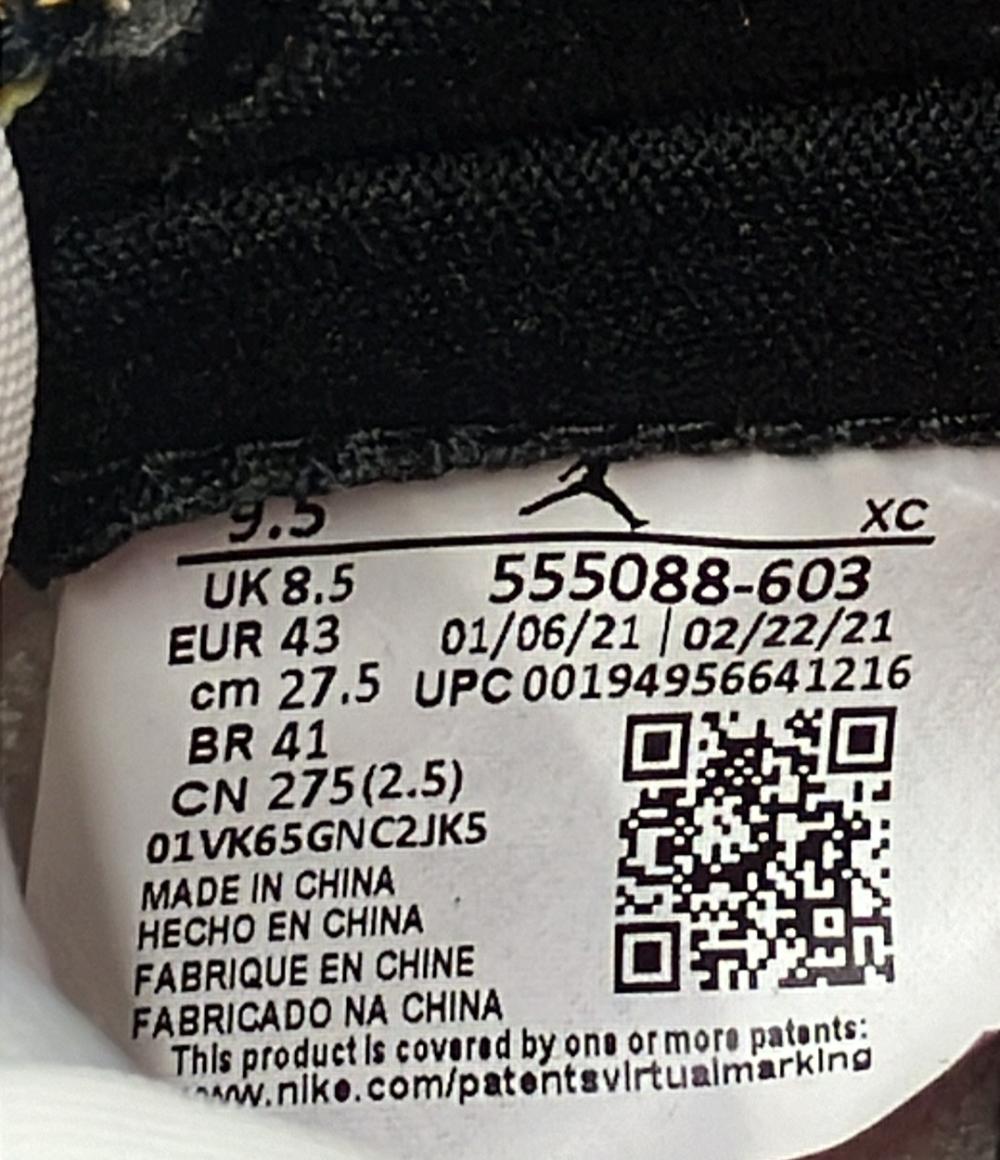 9.5 XC
UK 8.5 555088-603
EUR 43 01/06/21 | 02/22/21
cm 27.5 UPC 00194956641216
BR 41
CN 275(2.5)
01VK65GNC2JK5
MADE IN CHINA
HECHO EN CHINA
FABRIQUE EN CHINE
FABRICADO NA CHINA
This product is covered by one or more patents:
www.nike.com/patentsvirtualmarking